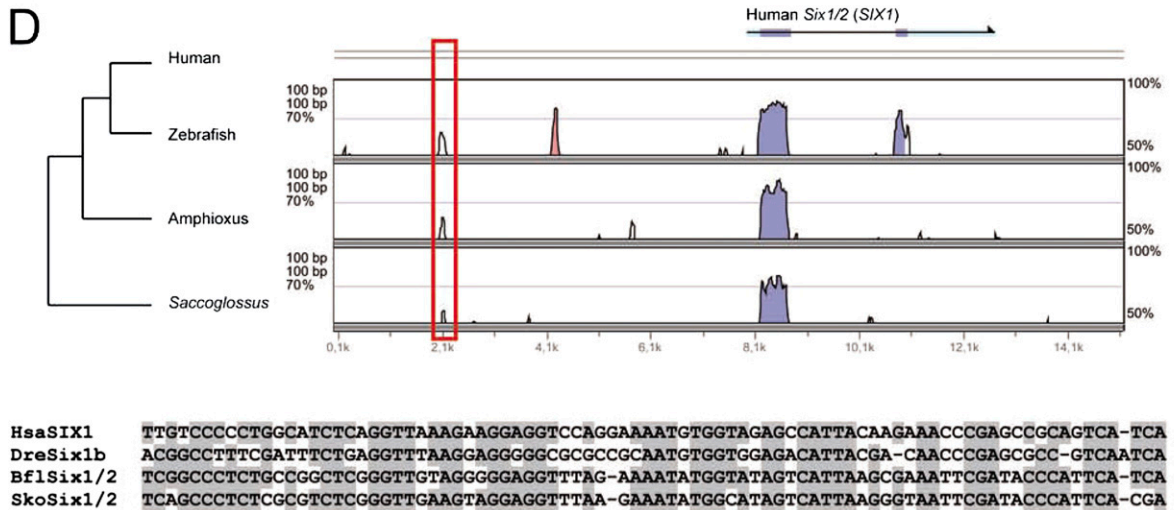 D
Human Six1/2 (SIX1)
Human
Zebrafish
Amphioxus
Saccoglossus
100 bp
100 bp
70%
100%
50%
100 bp
100 bp
70%
100%
50%
100 bp
100 bp
70%
100%
50%
0,1k 2,1k 4,1k 6,1k 8,1k 10,1k 12,1k 14,1k
HsaSIX1 TTGTCCCCCTGGCATCTCAGGTTAAAGAAGGAGGTCCAGGAAAATGTGGTAGAGCCATTACAAGAAACCCGAGCCGCAGTCA-TCA
DreSix1b ACGGCCTTTCGATTTCTGAGGTTTAAGGAGGGGGCGCGCCGCAATGTGGTGGAGACATTACGA-CAACCCGAGCGCC-GTCAATCA
BflSix1/2 TCGGCCCTCTGCCGGCTCGGGTTGTAGGGGGAGGTTTAG-AAAATATGGTATAGTCATTAAGCGAAATTCGATACCCATTCA-TCA
SkoSix1/2 TCAGCCCTCTCGCGTCTCGGGTTGAAGTAGGAGGTTTAA-GAAATATGGCATAGTCATTAAGGGTAATTCGATACCCATTCA-CGA